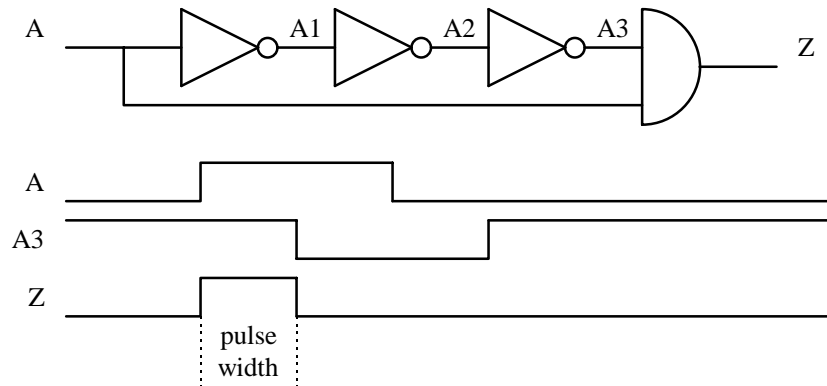 A A1 A2 A3 Z
A
A3
Z
pulse
width